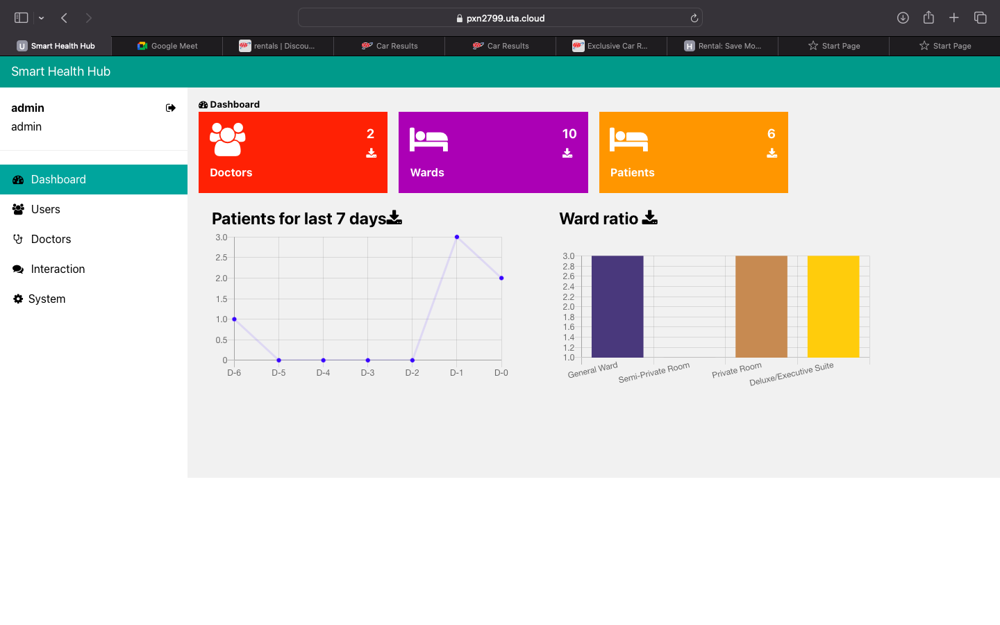 pxn2799.uta.cloud
U Smart Health Hub
Google Meet
rentals | Discou...
Car Results
Car Results
Exclusive Car R...
H Rental: Save Mo...
Start Page
Start Page
Smart Health Hub
admin
admin
Dashboard
Users
Doctors
Interaction
System
Dashboard
2
Doctors
10
Wards
6
Patients
Patients for last 7 days
3.0
2.5
2.0
1.5
1.0
0.5
0
D-6 D-5 D-4 D-3 D-2 D-1 D-0
Ward ratio
3.0
2.8
2.6
2.4
2.2
2.0
1.8
1.6
1.4
1.2
1.0
General Ward
Semi-Private Room
Private Room
Deluxe/Executive Suite